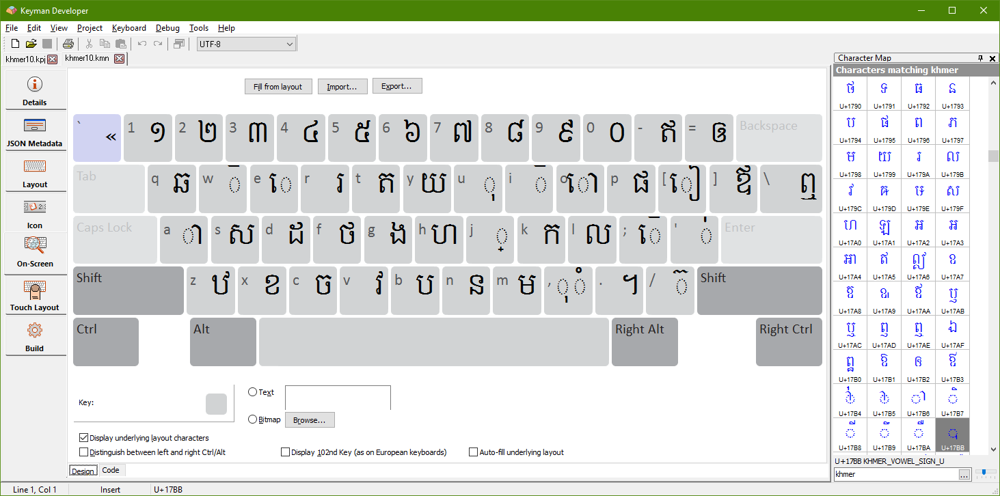 Keyman Developer
File Edit View Project Keyboard Debug Tools Help
UTF-8
khmer10.kpj khmer10.kmn
Details
JSON Metadata
Layout
Icon
On-Screen
Touch Layout
Build
Fill from layout Import... Export...
` « 1 ១ 2 ២ 3 ៣ 4 ៤ 5 ៥ 6 ៦ 7 ៧ 8 ៨ 9 ៩ 0 ០ - ឥ = ឲ Backspace
Tab q ឆ w ឹ e េ r រ t ត y យ u ុ i ិ o ោ p ផ [ ៀ ] ឪ \ ឮ
Caps Lock a ា s ស d ដ f ថ g ង h ហ j ្ k ក l ល ; ើ ' ់ Enter
Shift z ឋ x ខ c ច v វ b ប n ន m ម , ុំ . ។ / ៊ Shift
Ctrl Alt Right Alt Right Ctrl
Key:
Text
Bitmap Browse...
Display underlying layout characters
Distinguish between left and right Ctrl/Alt Display 102nd Key (as on European keyboards) Auto-fill underlying layout
Design Code
Line 1, Col 1 Insert U+17BB
Character Map
Characters matching khmer
ថ ទ ធ ន
U+1790 U+1791 U+1792 U+1793
ប ផ ព ភ
U+1794 U+1795 U+1796 U+1797
ម យ រ ល
U+1798 U+1799 U+179A U+179B
វ ឝ ឞ ស
U+179C U+179D U+179E U+179F
ហ ឡ អ ឣ
U+17A0 U+17A1 U+17A2 U+17A3
ឤ ឥ ឦ ឧ
U+17A4 U+17A5 U+17A6 U+17A7
ឨ ឩ ឪ ឫ
U+17A8 U+17A9 U+17AA U+17AB
ឬ ឭ ឮ ឯ
U+17AC U+17AD U+17AE U+17AF
ឰ ឱ ឲ ឳ
U+17B0 U+17B1 U+17B2 U+17B3
ា ិ
U+17B4 U+17B5 U+17B6 U+17B7
ី ឹ ឺ ុ
U+17B8 U+17B9 U+17BA U+17BB
U+17BB KHMER_VOWEL_SIGN_U
khmer ...